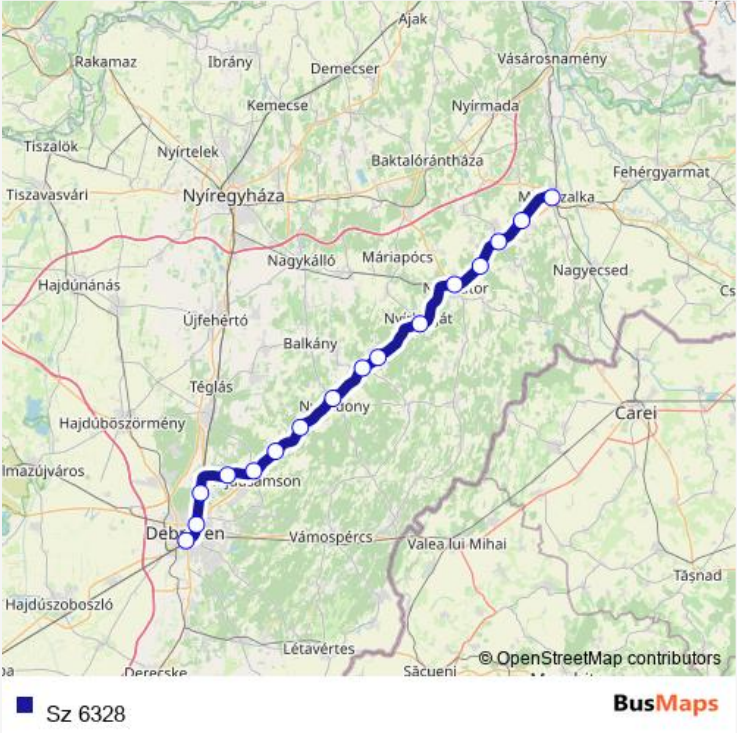 Ajak
Rakamaz
Ibrány
Demecser
Vásárosnamény
Kemecse
Nyírmada
Tiszalök
Nyírtelek
Baktalórántháza
Fehérgyarmat
Tiszavasvári
Nyíregyháza
Nagykálló
Máriapócs
Nagyecsed
Hajdúnánás
Újfehértó
Balkány
Téglás
Carei
Hajdúböszörmény
lmazújváros
Vámospércs
Valea lui Mihai
Tășnad
Hajdúszoboszló
Létavértes
© OpenStreetMap contributors
Derecske
Săcueni
Sz 6328
BusMaps